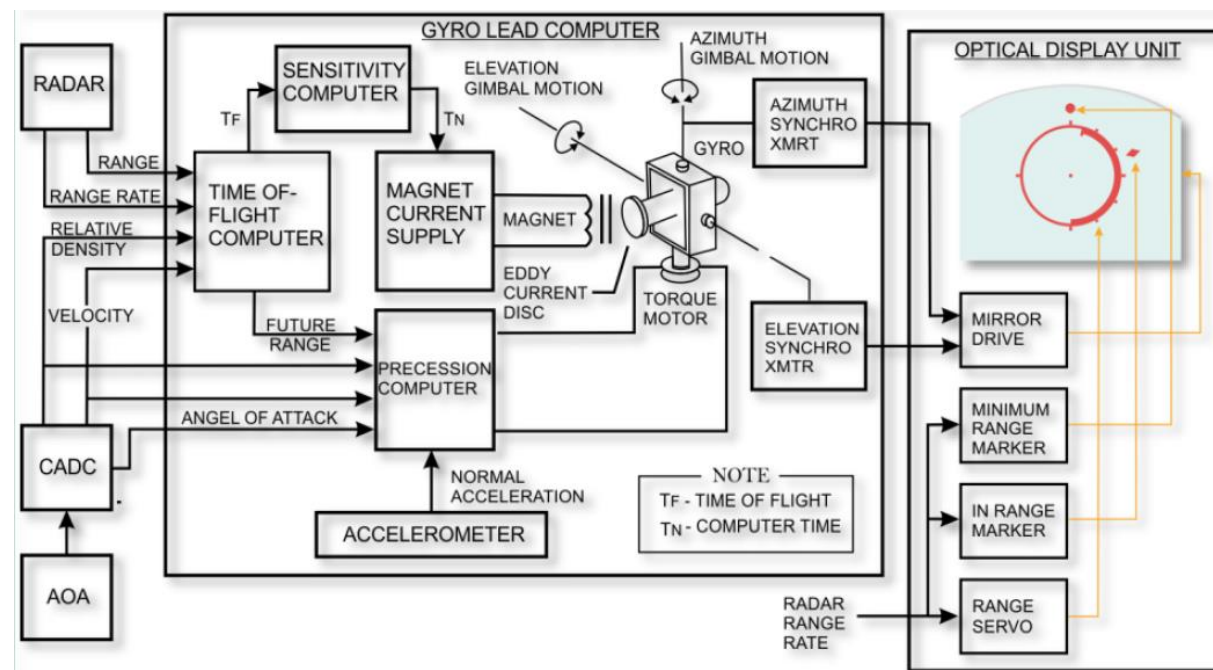 GYRO LEAD COMPUTER
OPTICAL DISPLAY UNIT
RADAR
RANGE
RANGE RATE
RELATIVE
DENSITY
VELOCITY
CADC
AOA
ANGEL OF ATTACK
TF
SENSITIVITY
COMPUTER
TN
TIME OF-
FLIGHT
COMPUTER
MAGNET
CURRENT
SUPPLY
MAGNET
FUTURE
RANGE
PRECESSION
COMPUTER
NORMAL
ACCELERATION
ACCELEROMETER
ELEVATION
GIMBAL MOTION
AZIMUTH
GIMBAL MOTION
GYRO
EDDY
CURRENT
DISC
TORQUE
MOTOR
AZIMUTH
SYNCHRO
XMRT
ELEVATION
SYNCHRO
XMTR
NOTE
TF - TIME OF FLIGHT
TN - COMPUTER TIME
MIRROR
DRIVE
MINIMUM
RANGE
MARKER
IN RANGE
MARKER
RANGE
SERVO
RADAR
RANGE
RATE